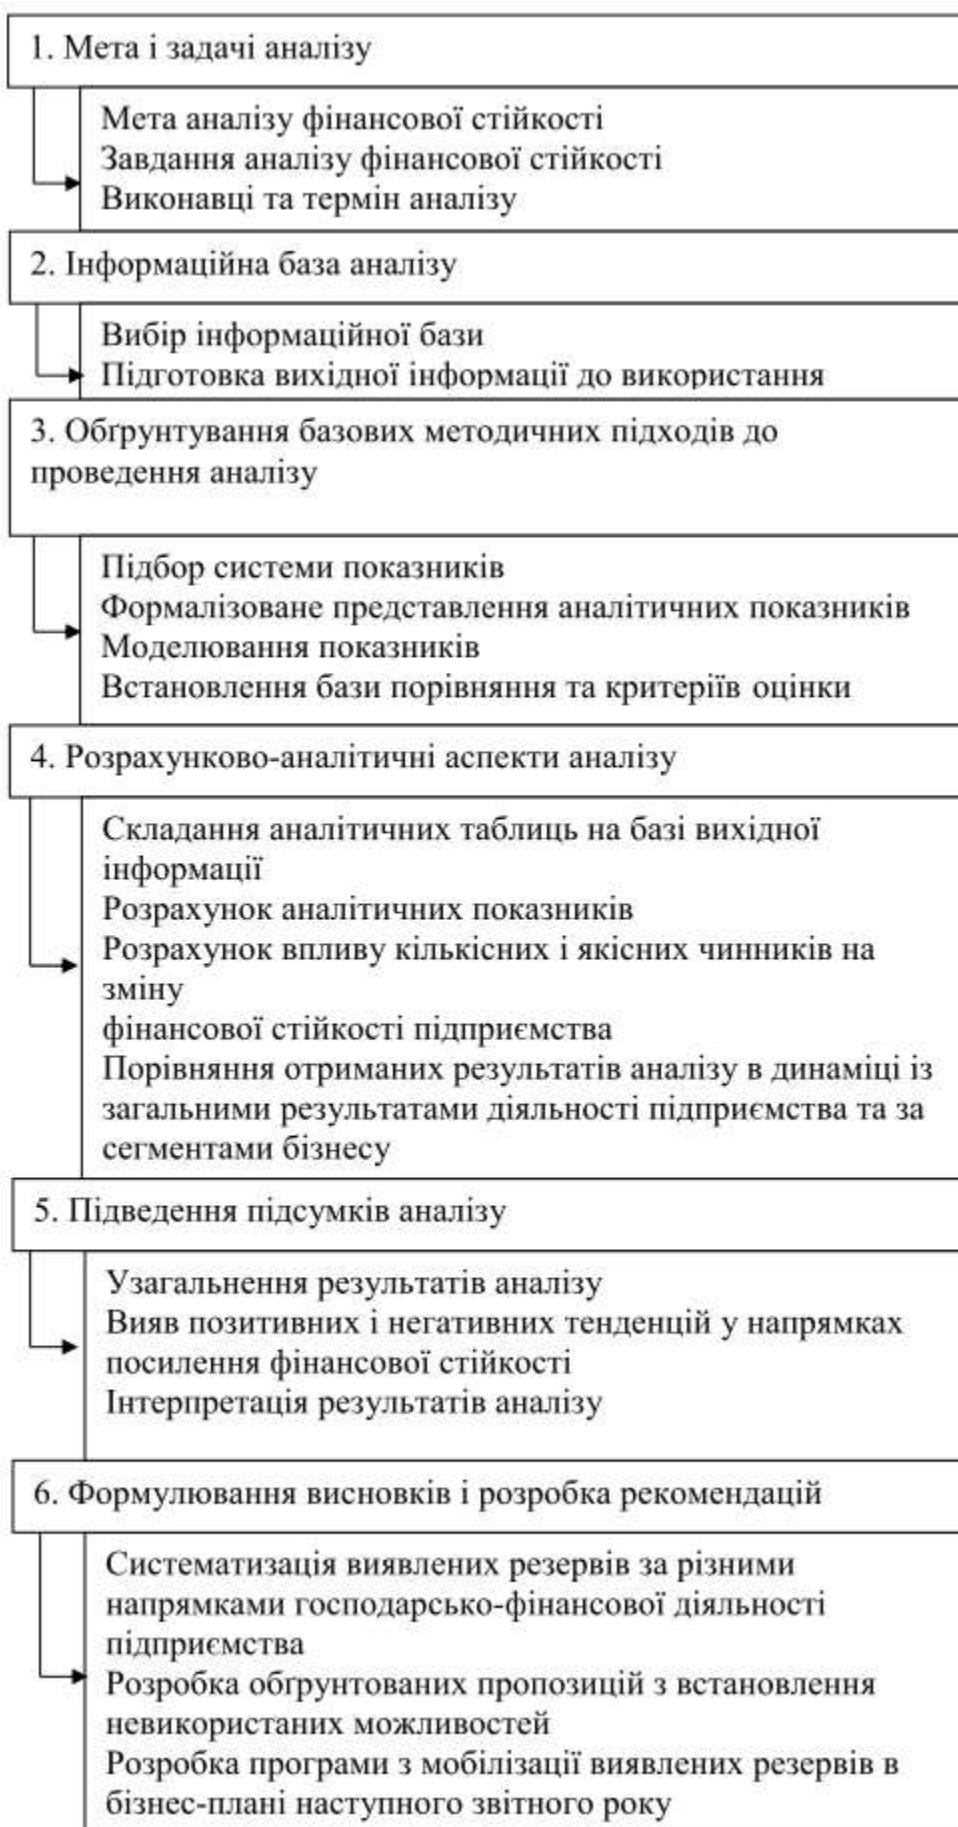 1. Мета і задачі аналізу
Мета аналізу фінансової стійкості
Завдання аналізу фінансової стійкості
Виконавці та термін аналізу
2. Інформаційна база аналізу
Вибір інформаційної бази
Підготовка вихідної інформації до використання
3. Обґрунтування базових методичних підходів до
проведення аналізу
Підбор системи показників
Формалізоване представлення аналітичних показників
Моделювання показників
Встановлення бази порівняння та критеріїв оцінки
4. Розрахунково-аналітичні аспекти аналізу
Складання аналітичних таблиць на базі вихідної
інформації
Розрахунок аналітичних показників
Розрахунок впливу кількісних і якісних чинників на
зміну
фінансової стійкості підприємства
Порівняння отриманих результатів аналізу в динаміці із
загальними результатами діяльності підприємства та за
сегментами бізнесу
5. Підведення підсумків аналізу
Узагальнення результатів аналізу
Вияв позитивних і негативних тенденцій у напрямках
посилення фінансової стійкості
Інтерпретація результатів аналізу
6. Формулювання висновків і розробка рекомендацій
Систематизація виявлених резервів за різними
напрямками господарсько-фінансової діяльності
підприємства
Розробка обґрунтованих пропозицій з встановлення
невикористаних можливостей
Розробка програми з мобілізації виявлених резервів в
бізнес-плані наступного звітного року